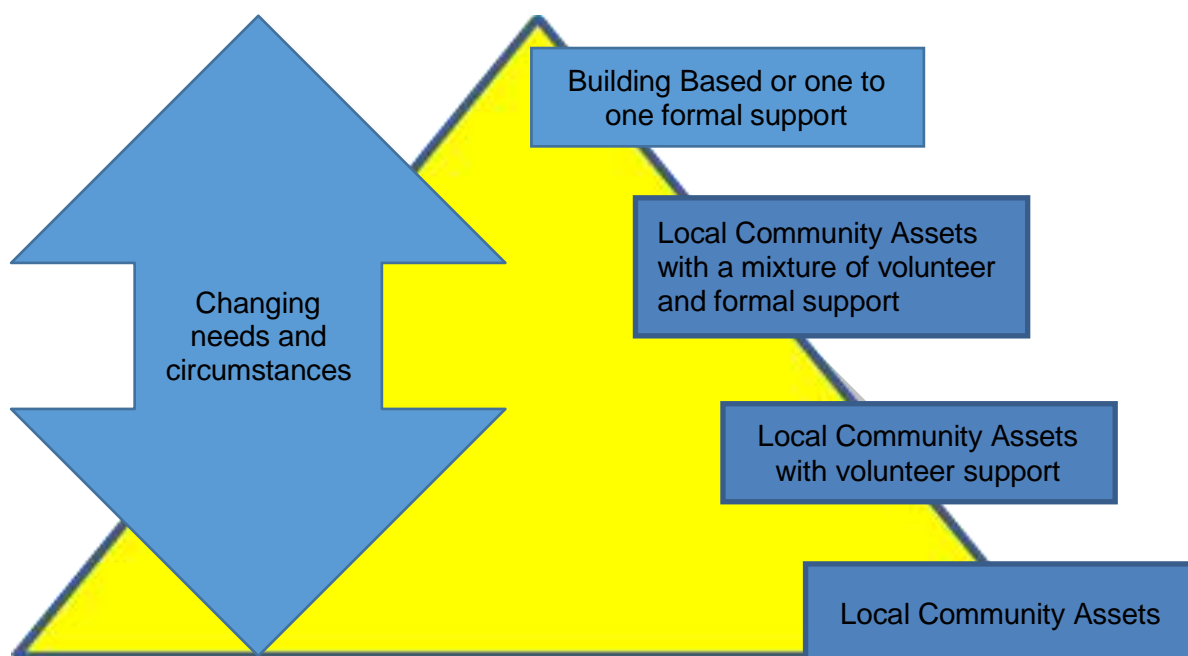 Building Based or one to
one formal support
Local Community Assets
with a mixture of volunteer
and formal support
Changing
needs and
circumstances
Local Community Assets
with volunteer support
Local Community Assets